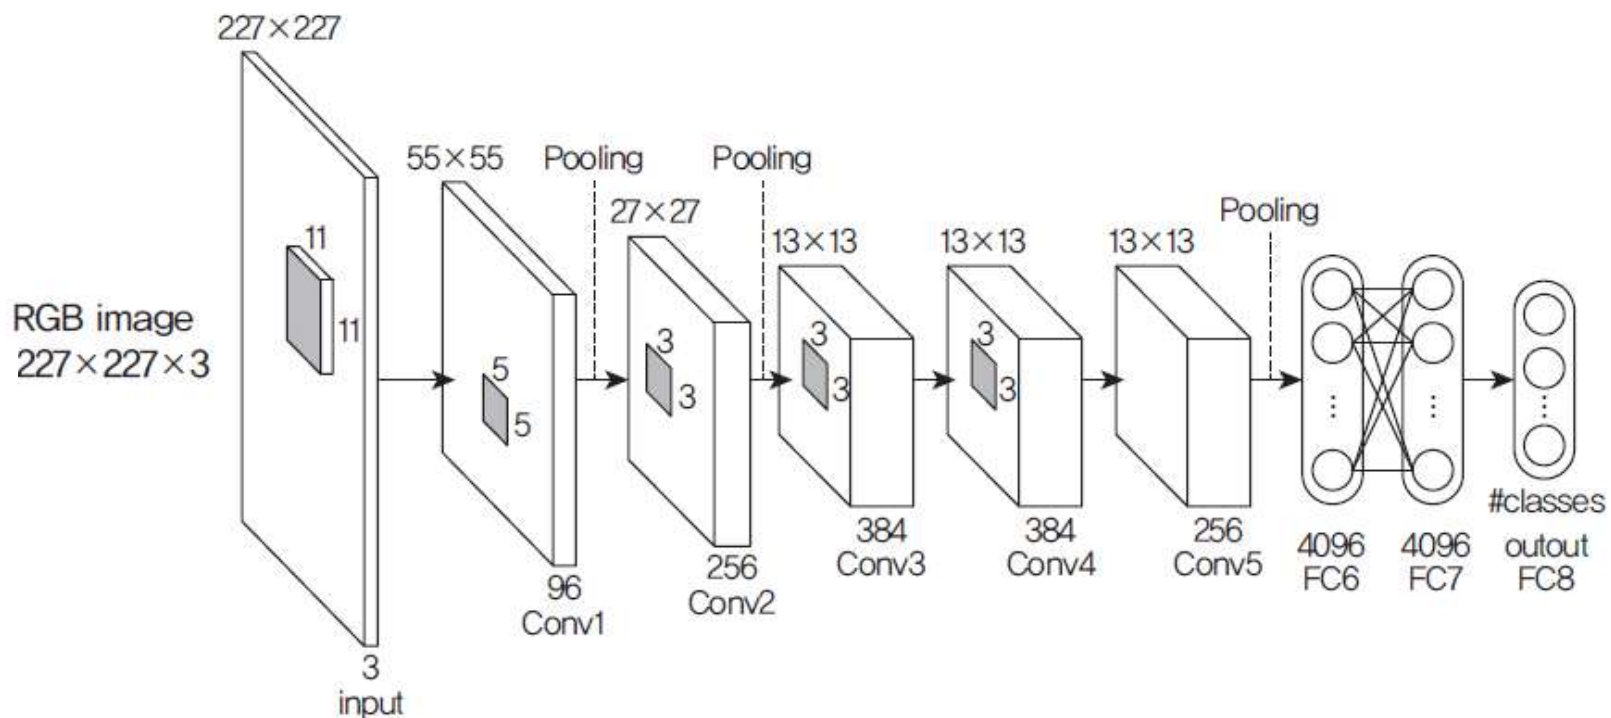 227×227
55×55
Pooling
Pooling
27×27
13×13
13×13
13×13
Pooling
RGB image
227×227×3
11
11
5
5
3
3
3
3
3
3
3
input
96
Conv1
256
Conv2
384
Conv3
384
Conv4
256
Conv5
4096
FC6
4096
FC7
#classes
outout
FC8